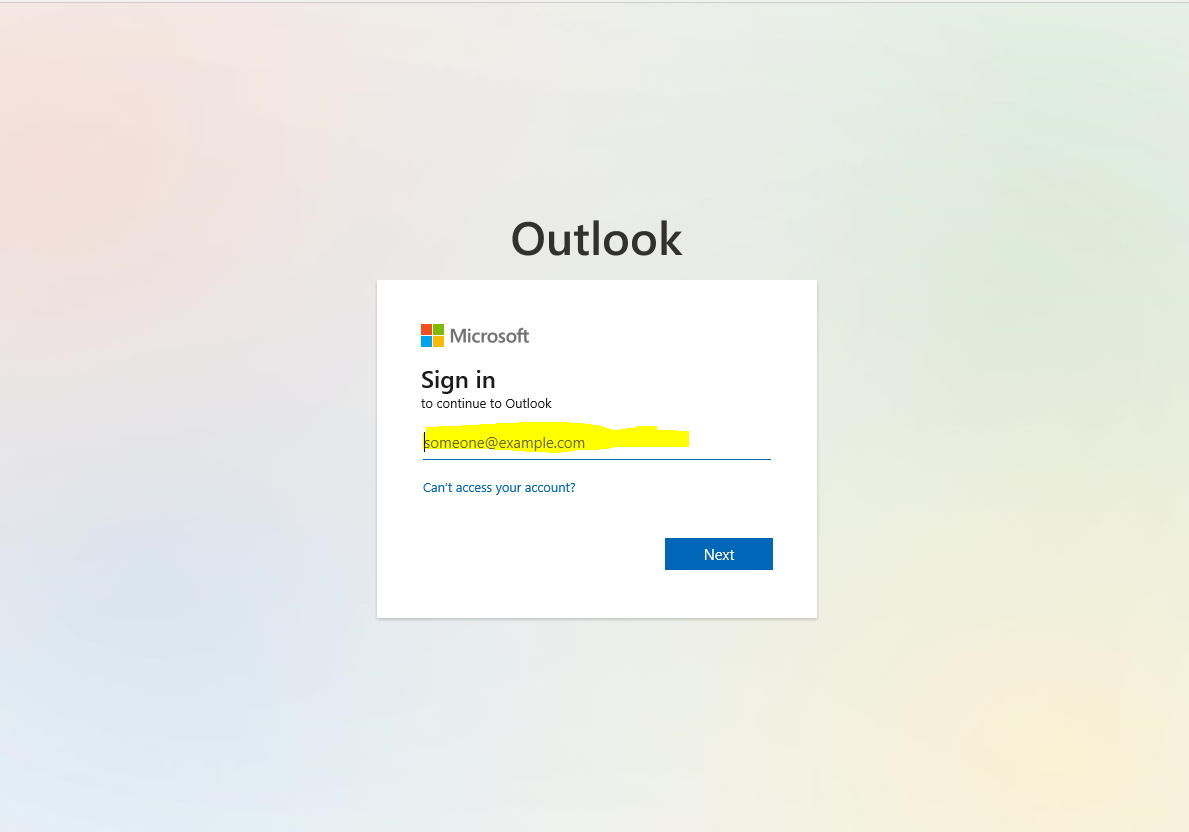 Outlook
Microsoft
Sign in
to continue to Outlook
someone@example.com
Can't access your account?
Next